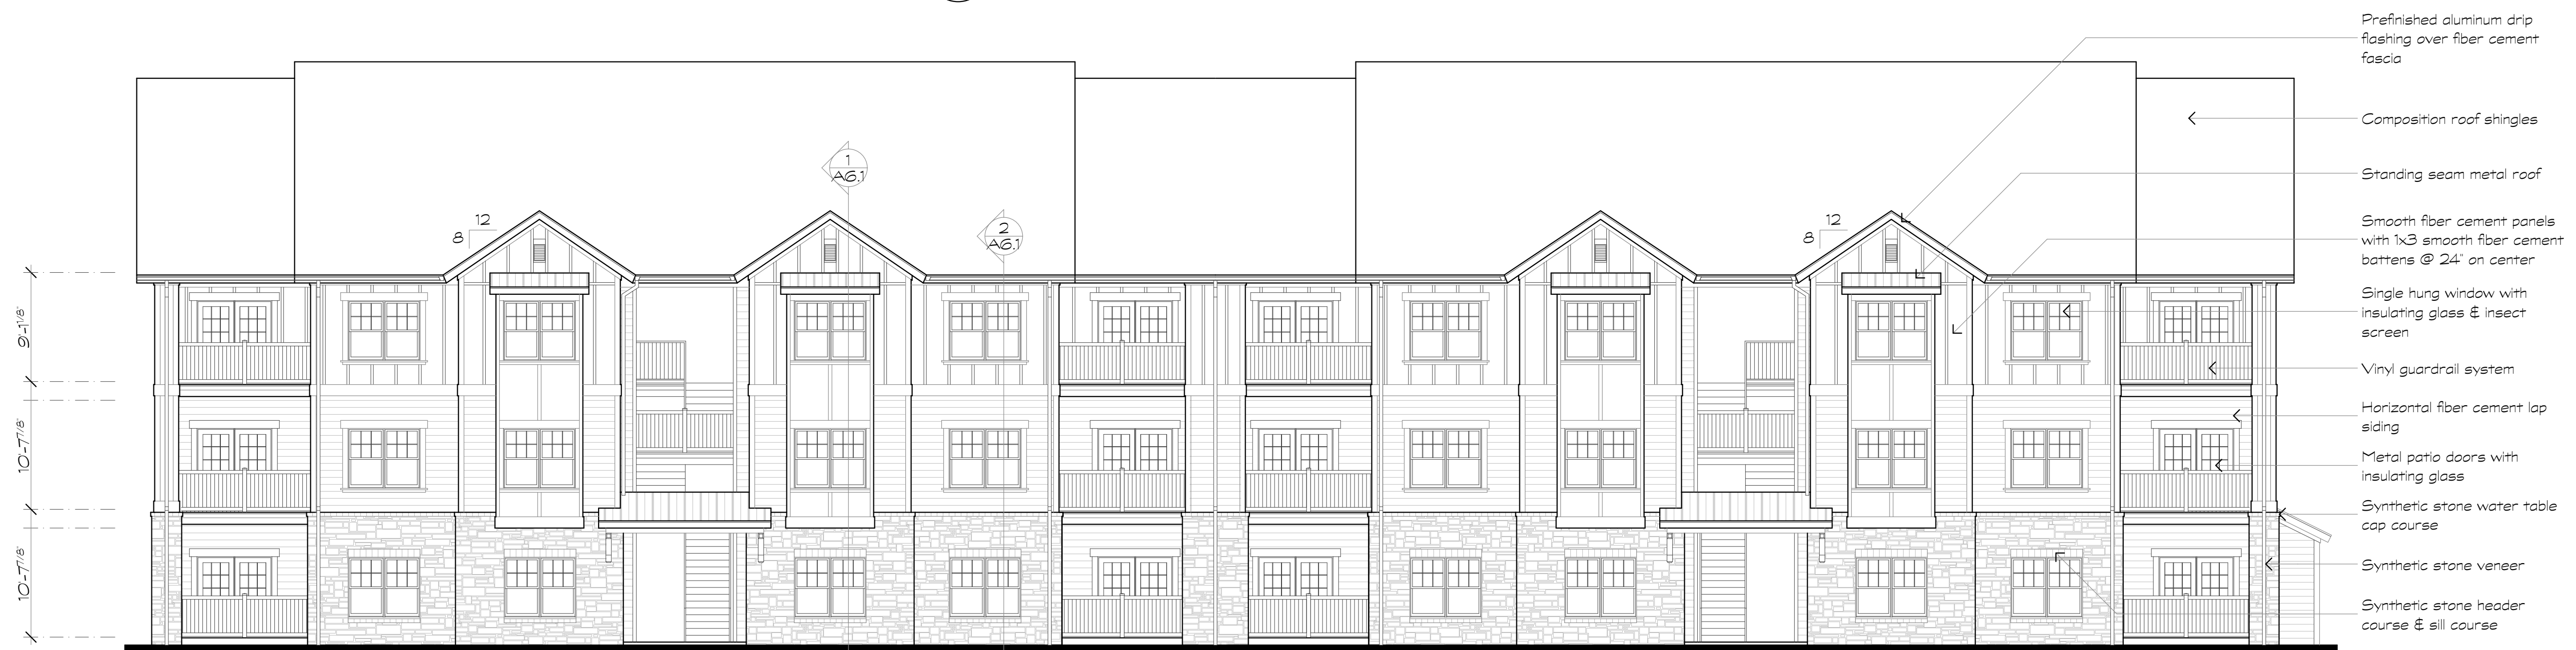 Prefinished aluminum drip
flashing over fiber cement
fascia
Composition roof shingles
Standing seam metal roof
Smooth fiber cement panels
with 1x3 smooth fiber cement
battens @ 24" on center
Single hung window with
insulating glass & insect
screen
Vinyl guardrail system
Horizontal fiber cement lap
siding
Metal patio doors with
insulating glass
Synthetic stone water table
cap course
Synthetic stone veneer
Synthetic stone header
course & sill course
1
A6.1
2
A6.1
12
8
12
8
9'-1 1/8"
10'-7 7/8"
10'-7 7/8"